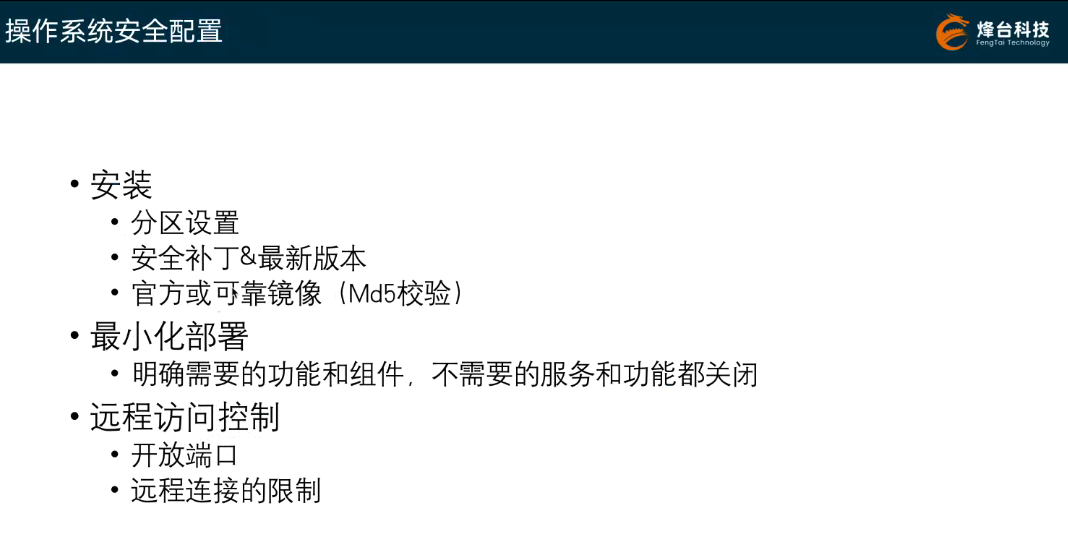 操作系统安全配置
烽台科技
FengTai Technology
• 安装
• 分区设置
• 安全补丁&最新版本
• 官方或可靠镜像（Md5校验）
• 最小化部署
• 明确需要的功能和组件，不需要的服务和功能都关闭
• 远程访问控制
• 开放端口
• 远程连接的限制